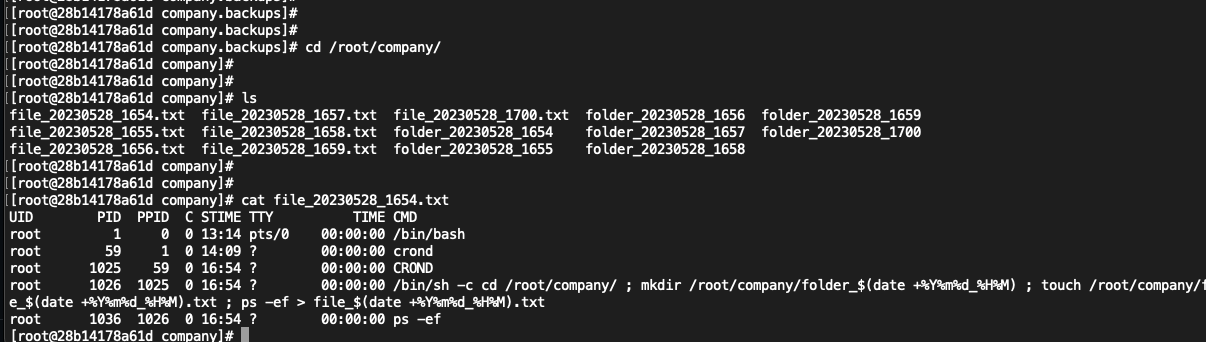 [[root@28b14178a61d company.backups]#
[[root@28b14178a61d company.backups]#
[[root@28b14178a61d company.backups]#
[[root@28b14178a61d company.backups]# cd /root/company/
[[root@28b14178a61d company]#
[[root@28b14178a61d company]#
[[root@28b14178a61d company]# ls
file_20230528_1654.txt  file_20230528_1657.txt  file_20230528_1700.txt  folder_20230528_1656  folder_20230528_1659
file_20230528_1655.txt  file_20230528_1658.txt  folder_20230528_1654    folder_20230528_1657  folder_20230528_1700
file_20230528_1656.txt  file_20230528_1659.txt  folder_20230528_1655    folder_20230528_1658
[[root@28b14178a61d company]#
[[root@28b14178a61d company]#
[[root@28b14178a61d company]# cat file_20230528_1654.txt
UID        PID  PPID  C STIME TTY          TIME CMD
root         1     0  0 13:14 pts/0    00:00:00 /bin/bash
root        59     1  0 14:09 ?        00:00:00 crond
root      1025    59  0 16:54 ?        00:00:00 CROND
root      1026  1025  0 16:54 ?        00:00:00 /bin/sh -c cd /root/company/ ; mkdir /root/company/folder_$(date +%Y%m%d_%H%M) ; touch /root/company/f
e_$(date +%Y%m%d_%H%M).txt ; ps -ef > file_$(date +%Y%m%d_%H%M).txt
root      1036  1026  0 16:54 ?        00:00:00 ps -ef
[root@28b14178a61d company]#